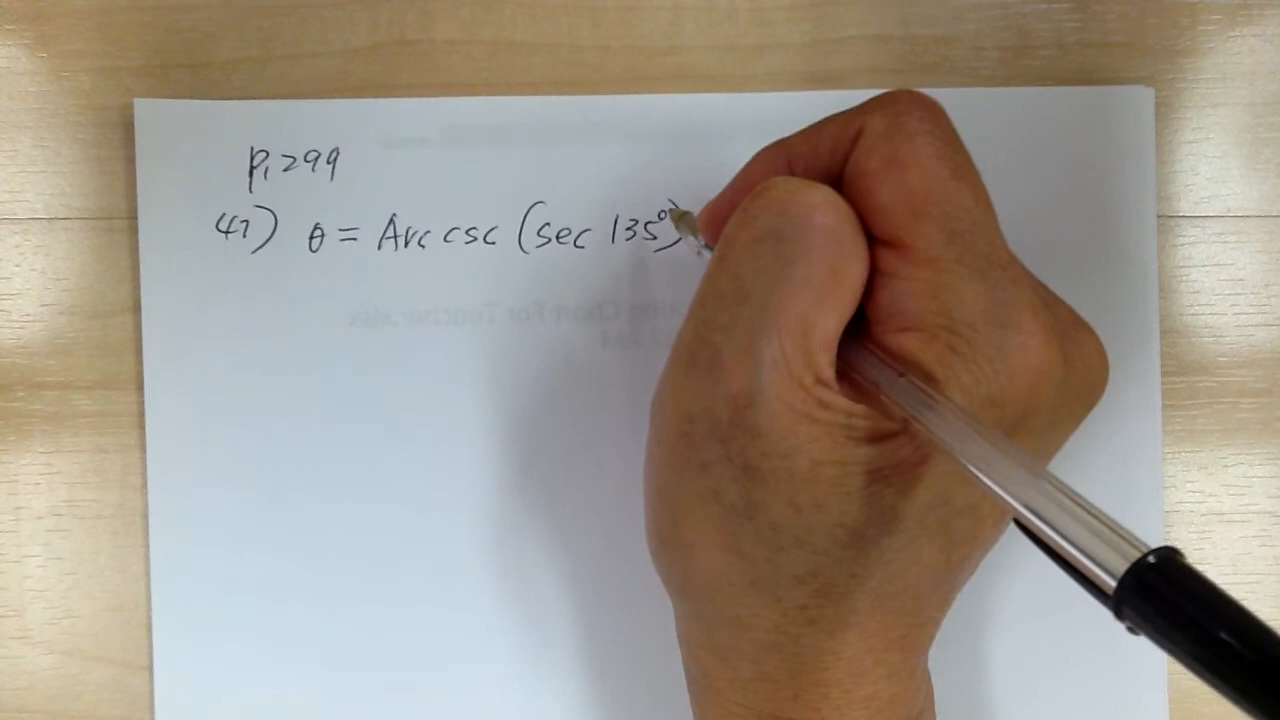 p. 299
47) θ = Arc csc (sec 135°)